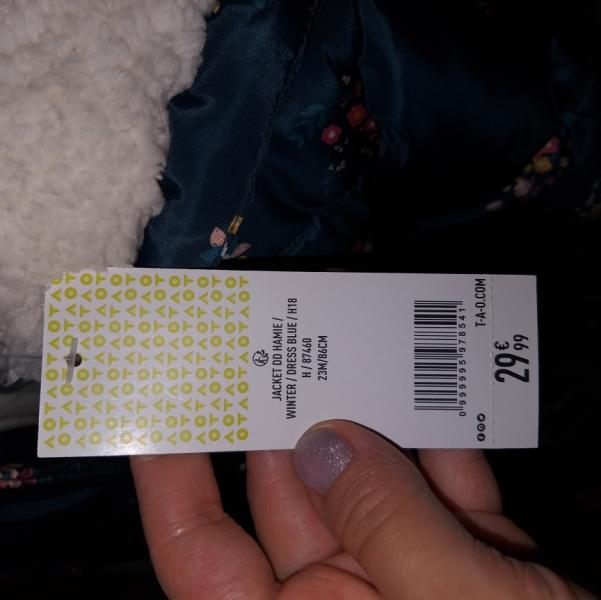 JACKET DD HAMIE /
WINTER / DRESS BLUE / H18
H / 87460
23M/86CM
0 999995 978541
T-A-O.COM
29€99